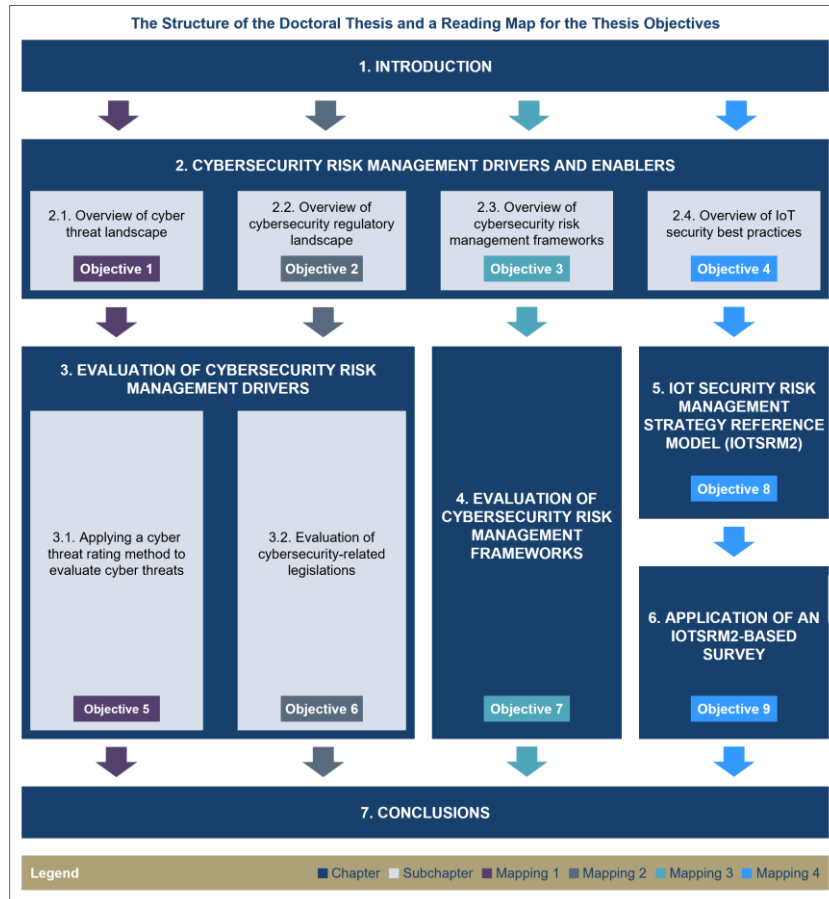 The Structure of the Doctoral Thesis and a Reading Map for the Thesis Objectives
1. INTRODUCTION
2. CYBERSECURITY RISK MANAGEMENT DRIVERS AND ENABLERS
2.1. Overview of cyber
threat landscape
Objective 1
2.2. Overview of
cybersecurity regulatory
landscape
Objective 2
2.3. Overview of
cybersecurity risk
management frameworks
Objective 3
2.4. Overview of IoT
security best practices
Objective 4
3. EVALUATION OF CYBERSECURITY RISK
MANAGEMENT DRIVERS
3.1. Applying a cyber
threat rating method to
evaluate cyber threats
Objective 5
3.2. Evaluation of
cybersecurity-related
legislations
Objective 6
4. EVALUATION OF
CYBERSECURITY RISK
MANAGEMENT
FRAMEWORKS
Objective 7
5. IOT SECURITY RISK
MANAGEMENT
STRATEGY REFERENCE
MODEL (IOTSRM2)
Objective 8
6. APPLICATION OF AN
IOTSRM2-BASED
SURVEY
Objective 9
7. CONCLUSIONS
Legend
Chapter
Subchapter
Mapping 1
Mapping 2
Mapping 3
Mapping 4